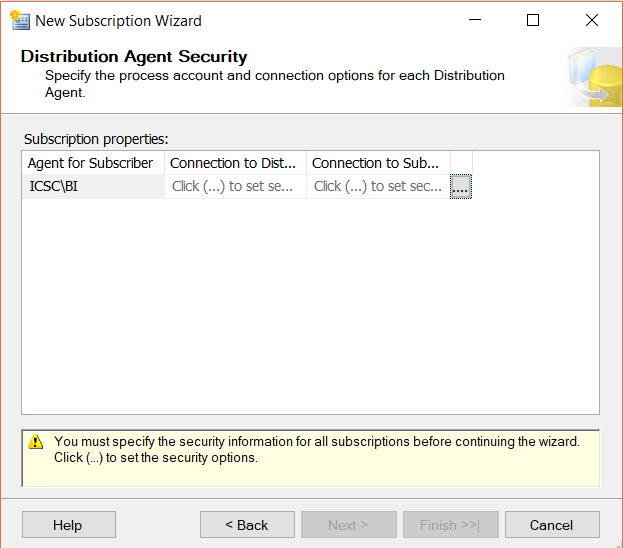 New Subscription Wizard
Distribution Agent Security
Specify the process account and connection options for each Distribution
Agent.
Subscription properties:
Agent for Subscriber Connection to Dist... Connection to Sub...
ICSC\BI Click (...) to set se... Click (...) to set sec... ....
You must specify the security information for all subscriptions before continuing the wizard.
Click (...) to set the security options.
Help < Back Next > Finish >>| Cancel